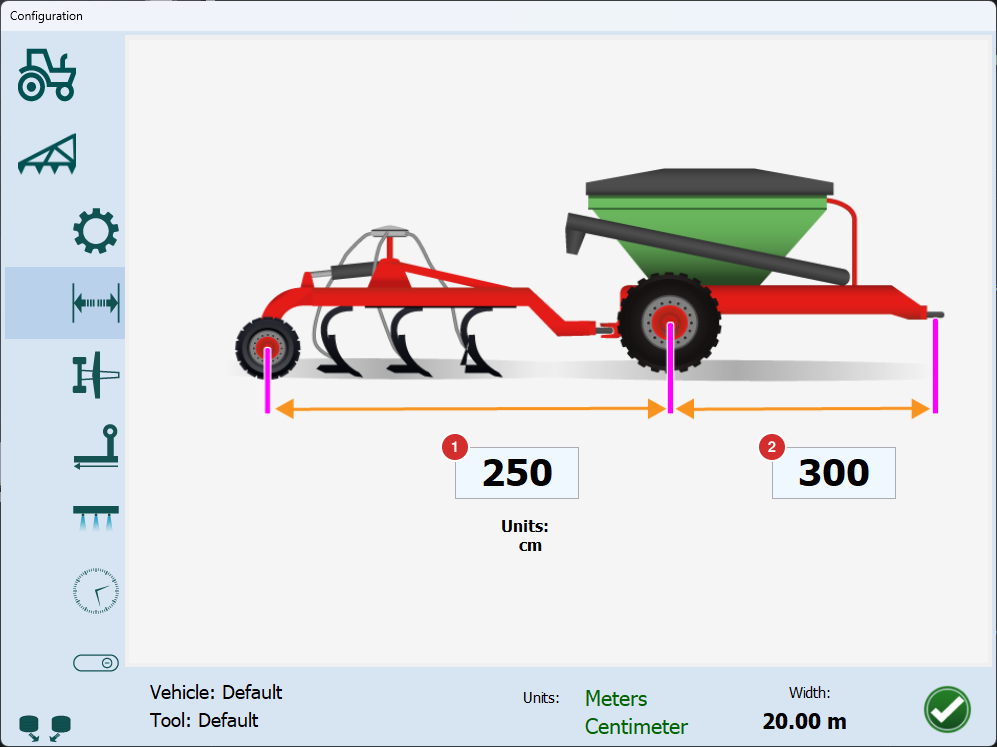 Configuration
1
250
2
300
Units:
cm
Vehicle: Default
Tool: Default
Units:
Meters
Centimeter
Width:
20.00 m